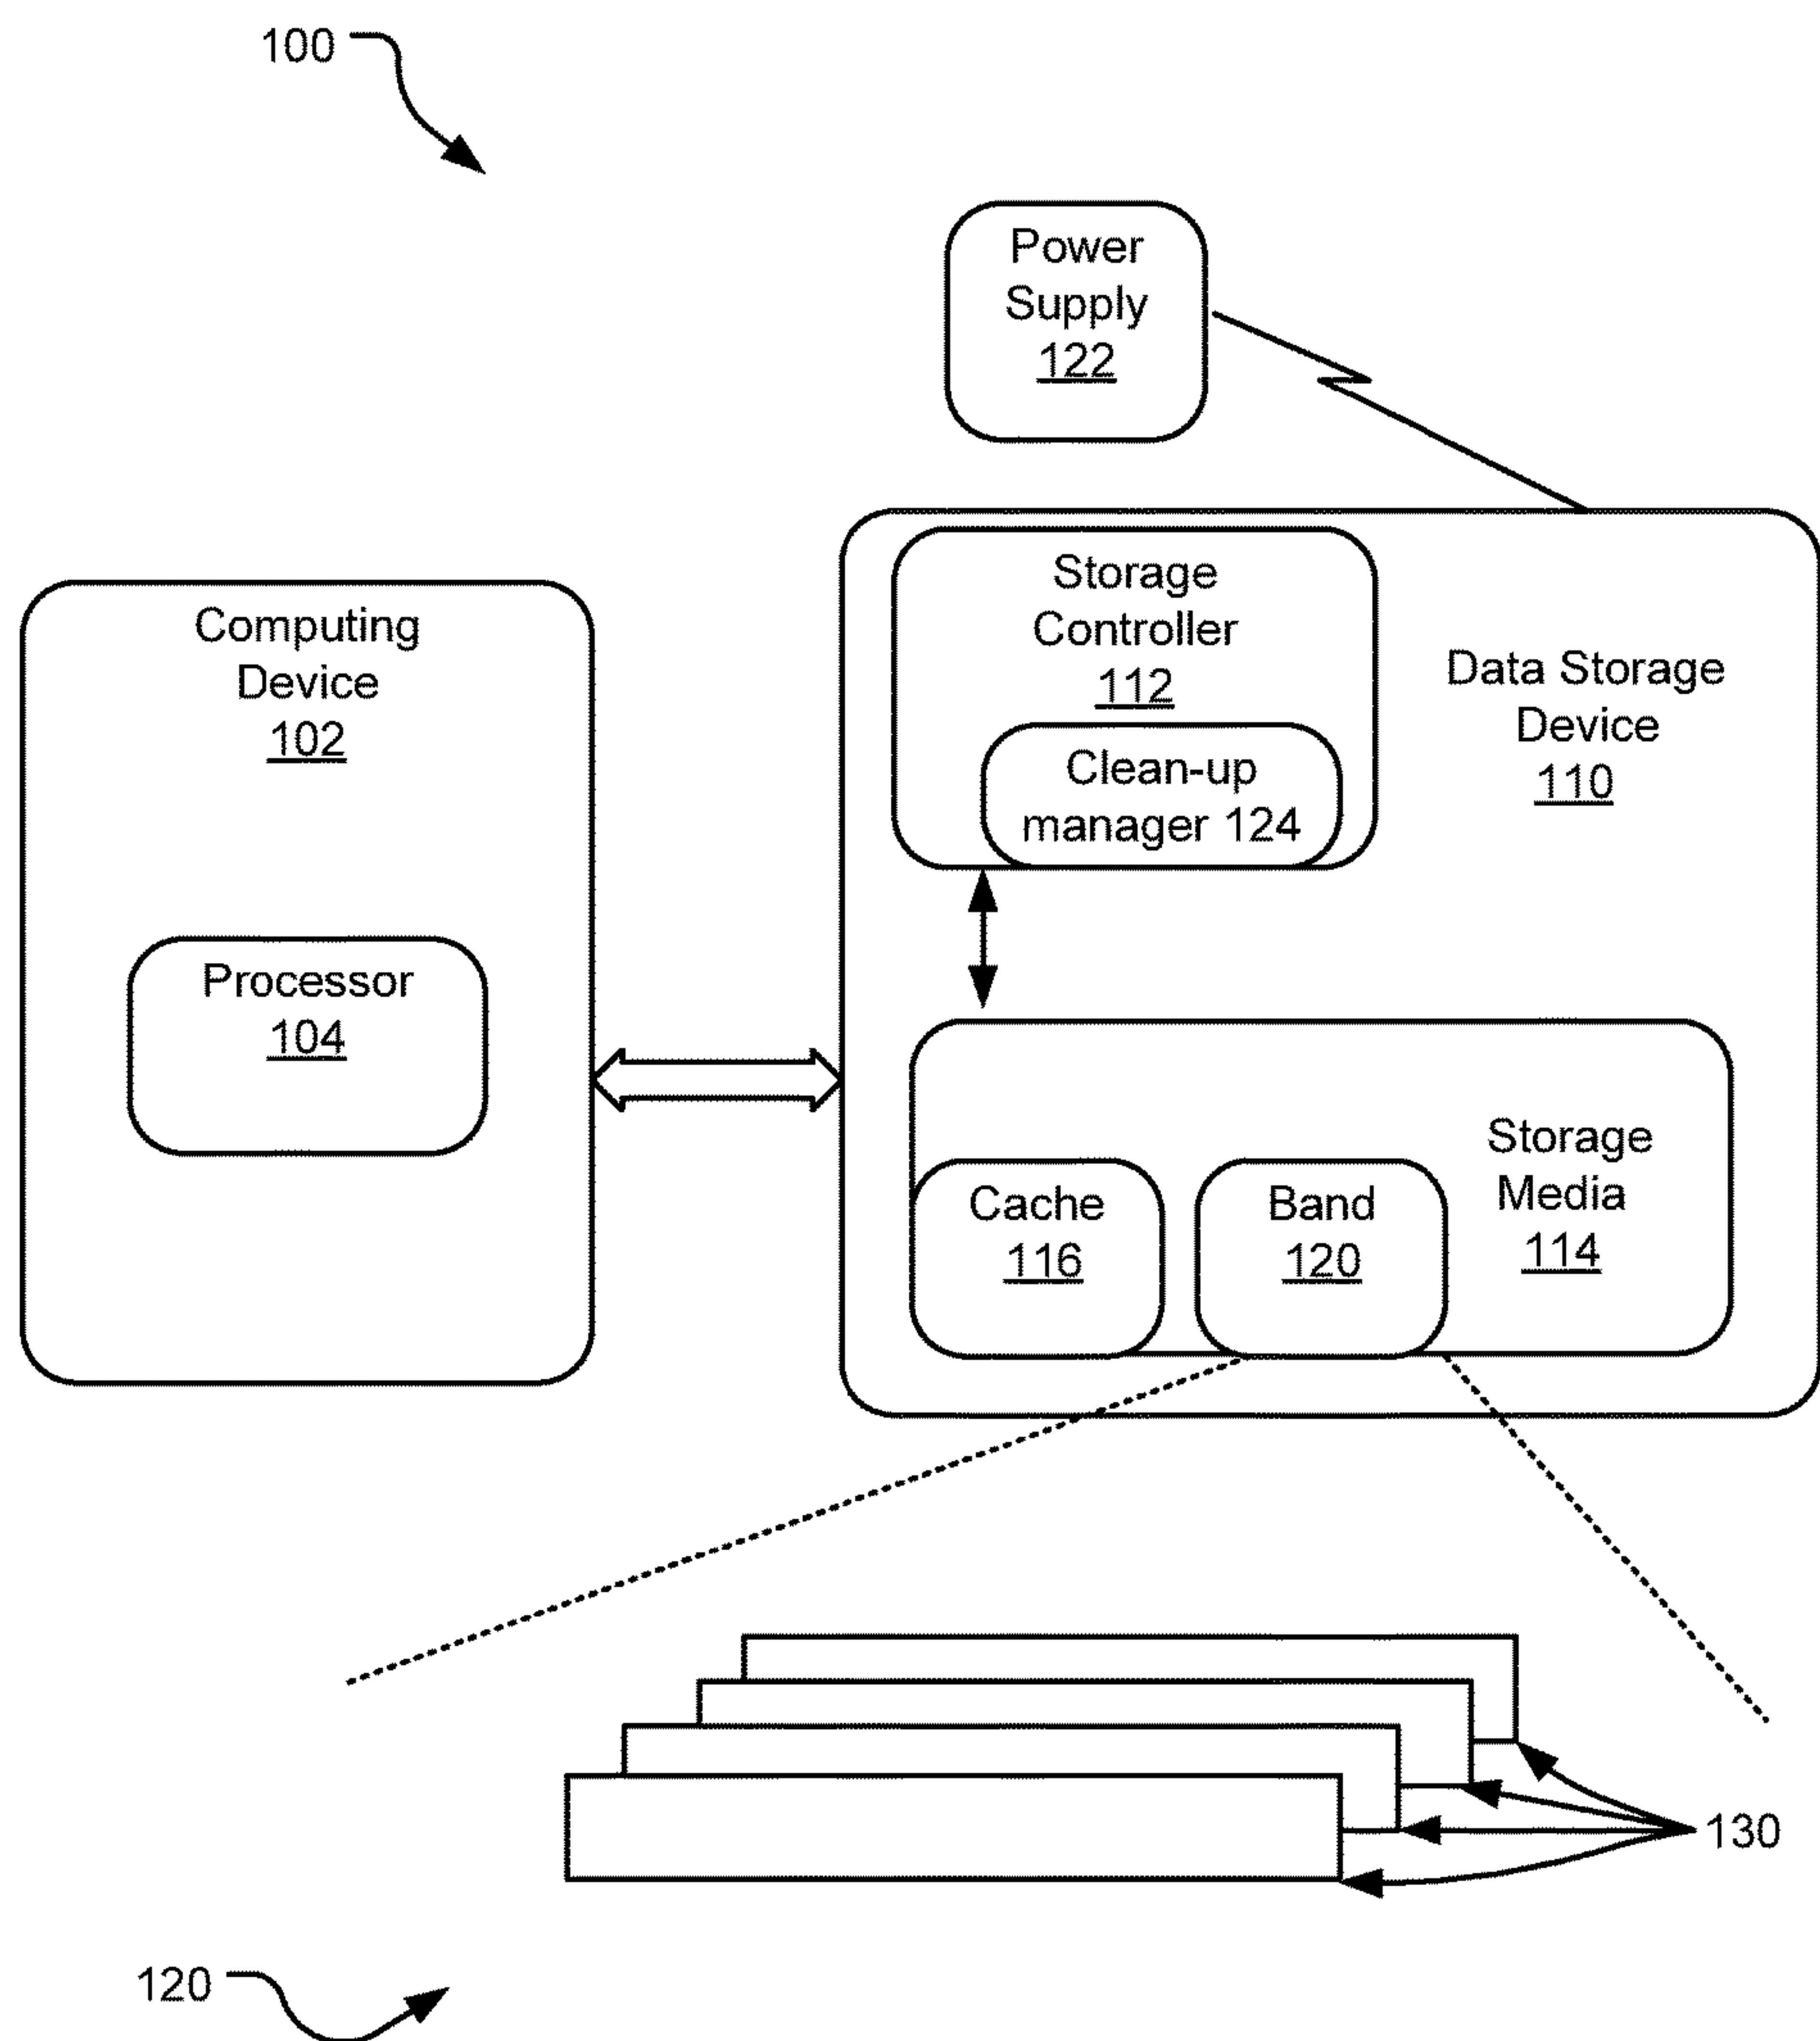 100
Power
Supply
122
Storage
Controller
112
Clean-up
manager 124
Data Storage
Device
110
Computing
Device
102
Processor
104
Cache
116
Band
120
Storage
Media
114
130
120